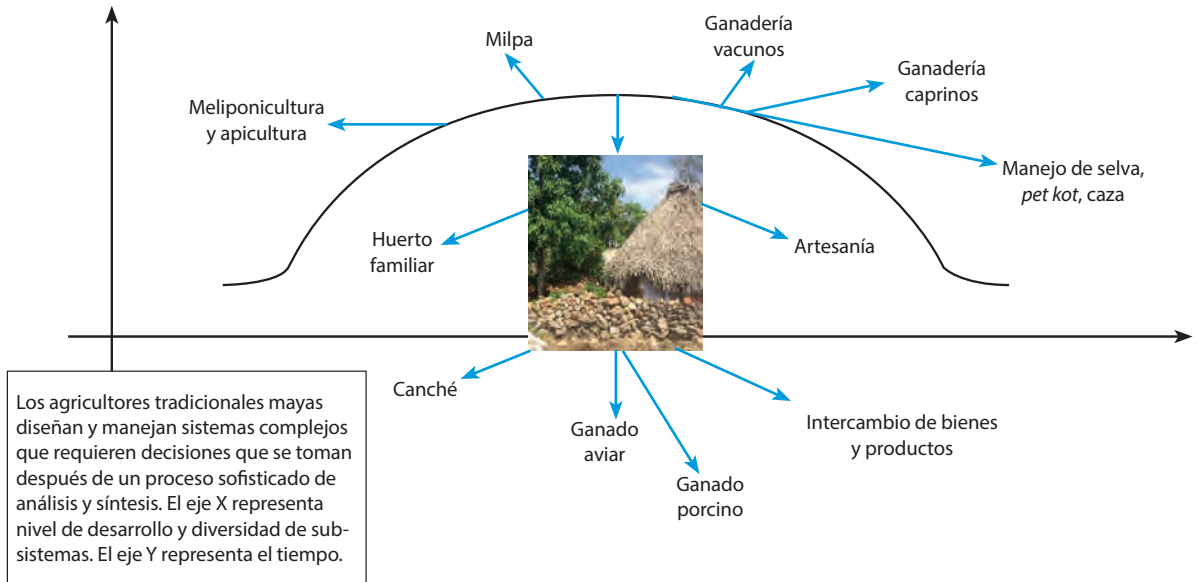 Milpa
Ganadería
vacunos
Ganadería
caprinos
Meliponicultura
y apicultura
Manejo de selva,
pet kot, caza
Huerto
familiar
Artesanía
Canché
Ganado
aviar
Ganado
porcino
Intercambio de bienes
y productos
Los agricultores tradicionales mayas
diseñan y manejan sistemas complejos
que requieren decisiones que se toman
después de un proceso sofisticado de
análisis y síntesis. El eje X representa
nivel de desarrollo y diversidad de sub-
sistemas. El eje Y representa el tiempo.